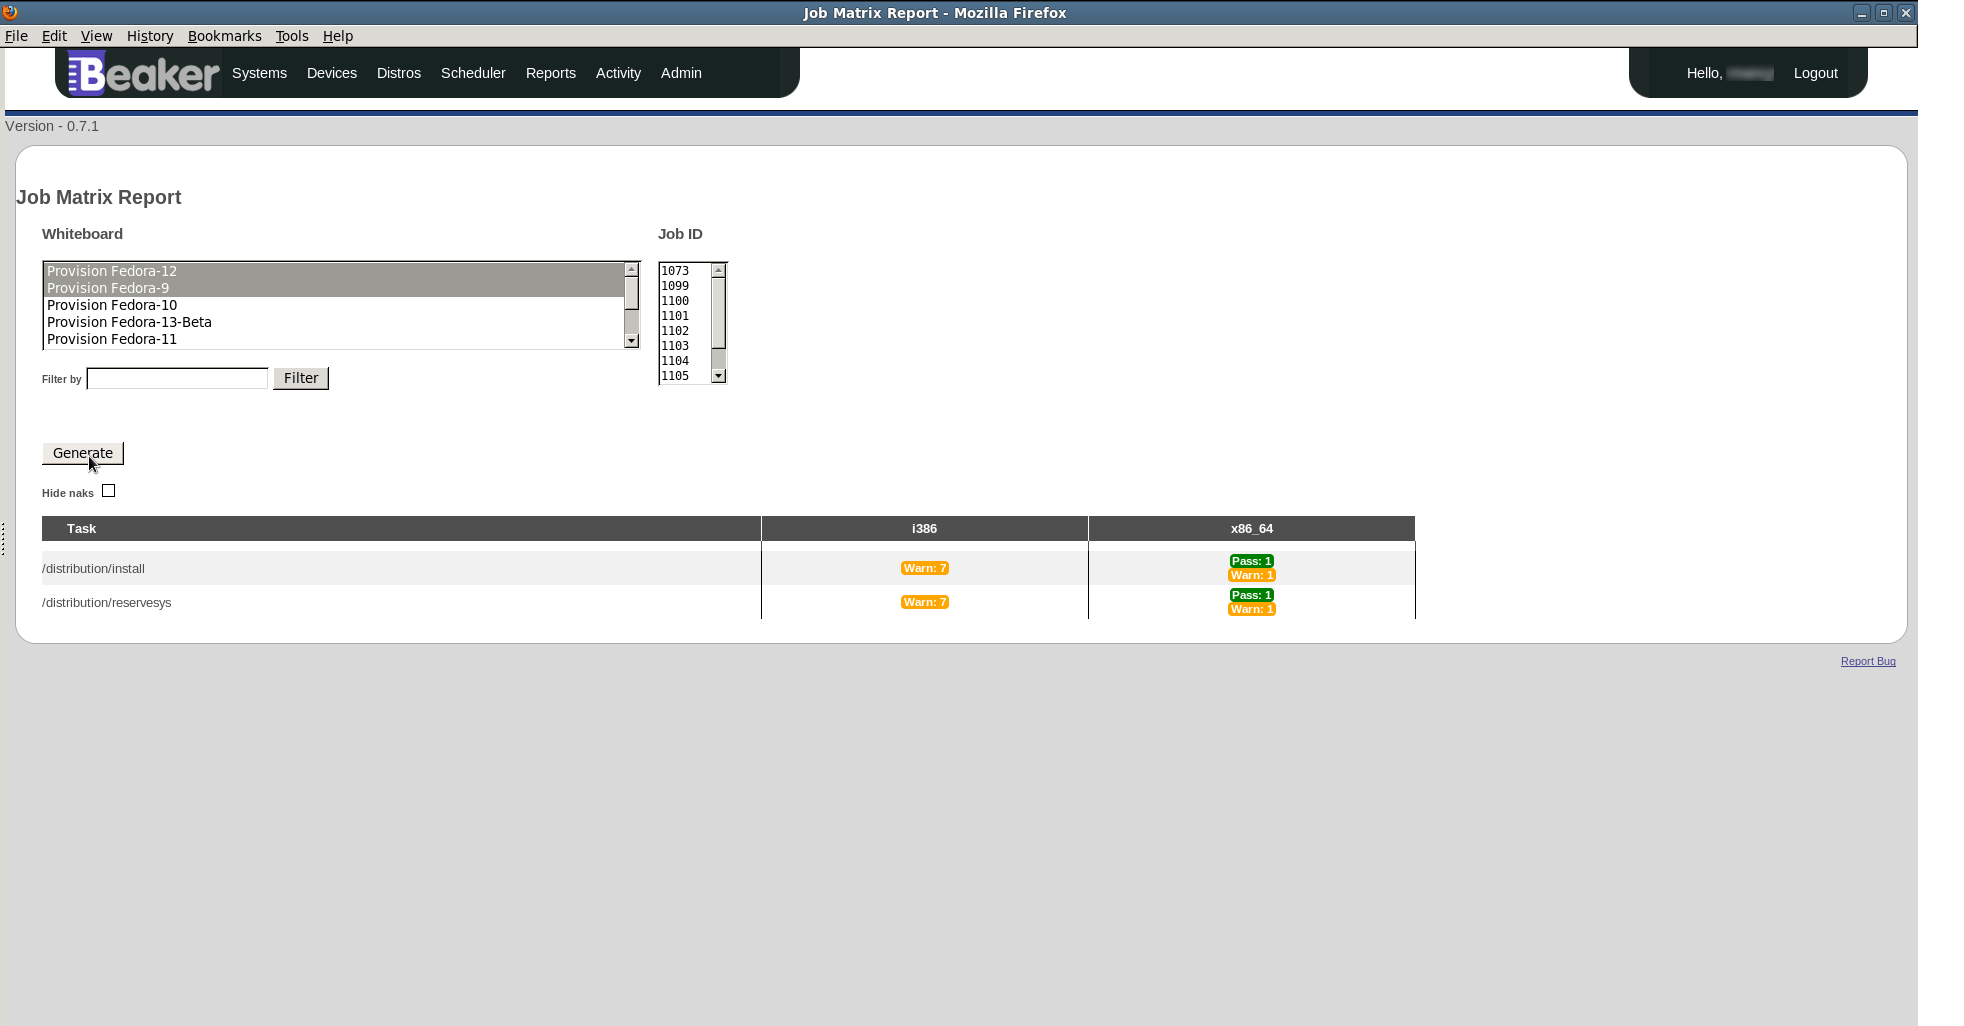 Job Matrix Report - Mozilla Firefox
File Edit View History Bookmarks Tools Help
Beaker Systems Devices Distros Scheduler Reports Activity Admin Hello, Logout
Version - 0.7.1
Job Matrix Report
Whiteboard
Provision Fedora-12
Provision Fedora-9
Provision Fedora-10
Provision Fedora-13-Beta
Provision Fedora-11
Filter by Filter
Job ID
1073
1099
1100
1101
1102
1103
1104
1105
Generate
Hide naks
Task i386 x86_64
/distribution/install Warn: 7 Pass: 1
Warn: 1
/distribution/reservesys Warn: 7 Pass: 1
Warn: 1
Report Bug